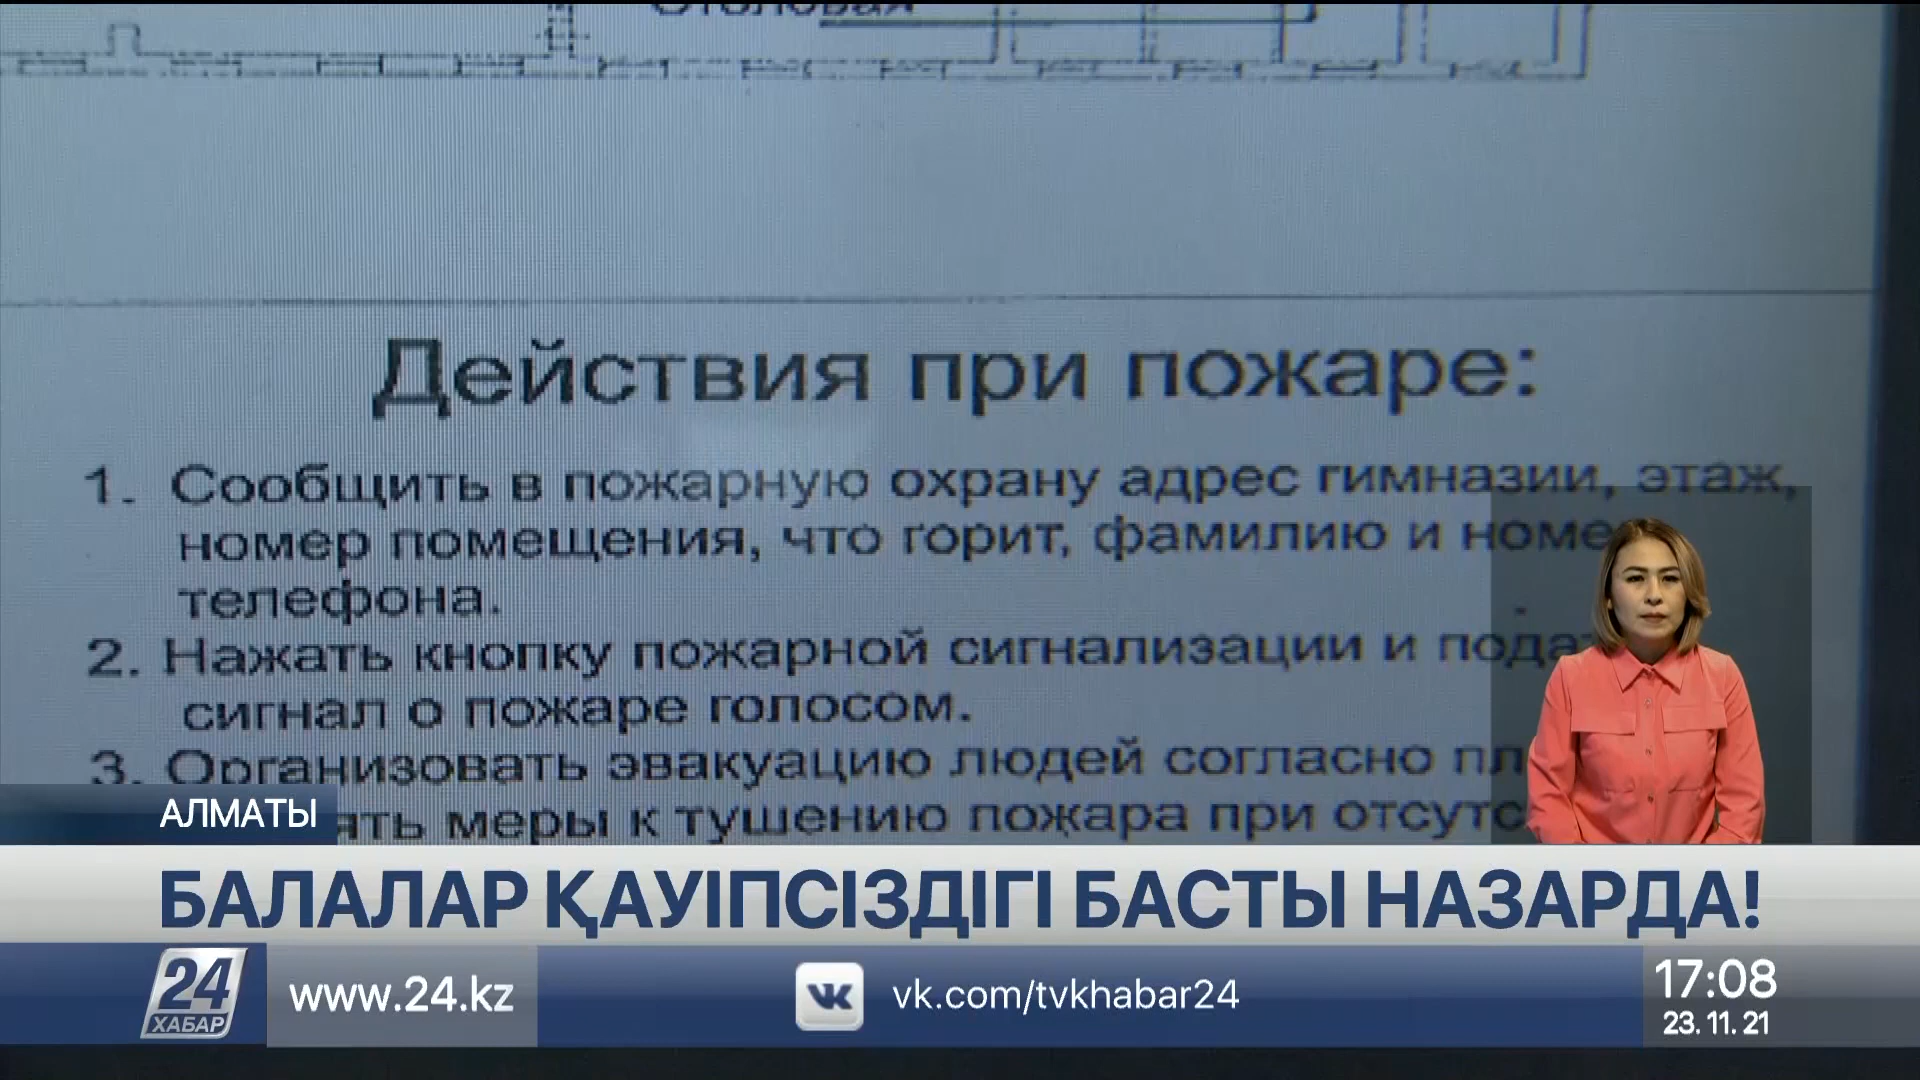 Столовая
Действия при пожаре:
1. Сообщить в пожарную охрану адрес гимназии, этаж,
номер помещения, что горит, фамилию и
телефона.
2. Нажать кнопку пожарной сигнализации и
сигнал о пожаре голосом.
3. Организовать эвакуацию людей согласно
меры к тушению пожара при
АЛМАТЫ
БАЛАЛАР ҚАУІПСІЗДІГІ БАСТЫ НАЗАРДА!
24
ХАБАР
www.24.kz
vk.com/tvkhabar24
17:08
23. 11. 21